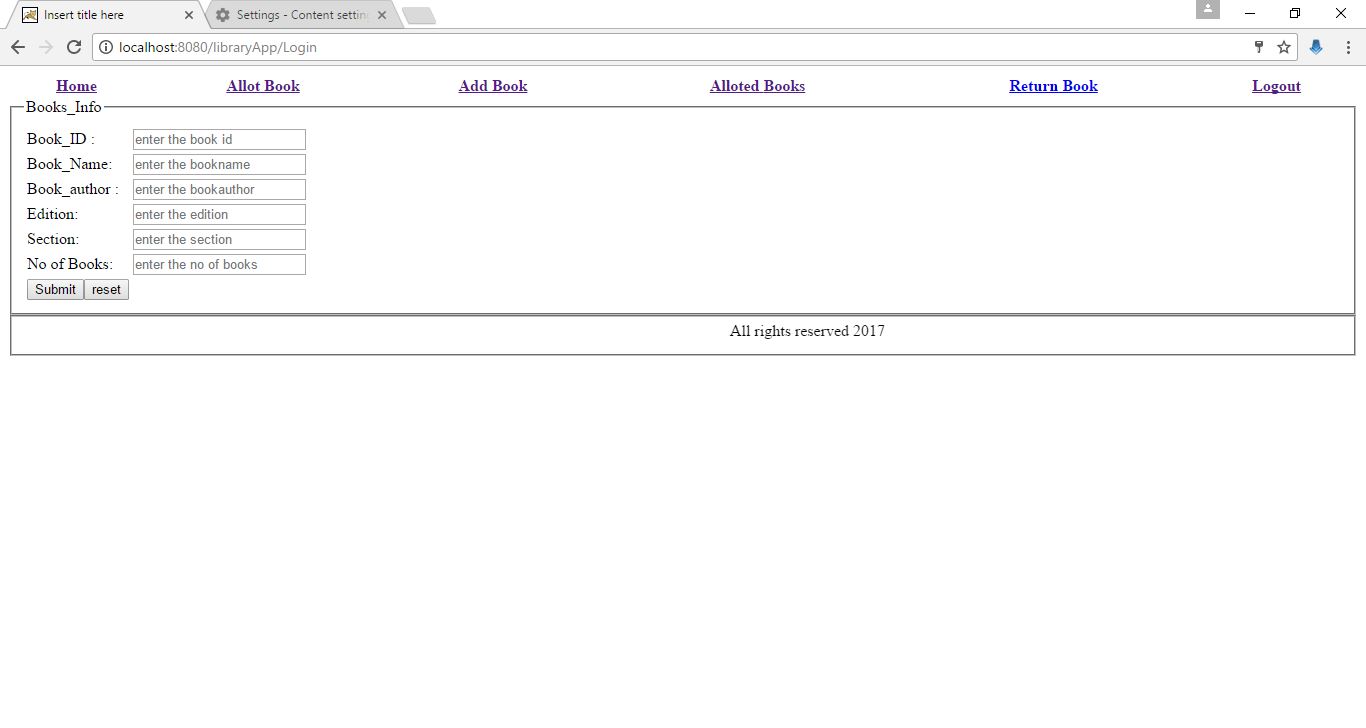 Insert title here
Settings - Content settin
localhost:8080/libraryApp/Login
Home Allot Book Add Book Alloted Books Return Book Logout
Books_Info
Book_ID : enter the book id
Book_Name: enter the bookname
Book_author : enter the bookauthor
Edition: enter the edition
Section: enter the section
No of Books: enter the no of books
Submit reset
All rights reserved 2017